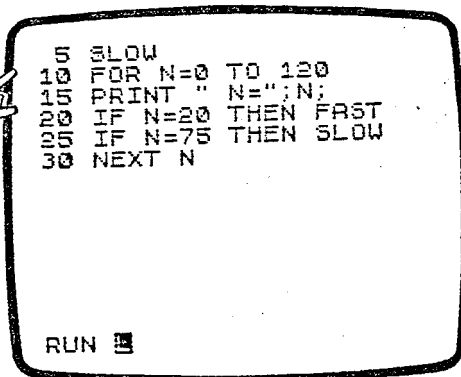 5 SLOW
10 FOR N=0 TO 120
15 PRINT " N=";N;
20 IF N=20 THEN FAST
25 IF N=75 THEN SLOW
30 NEXT N
RUN L